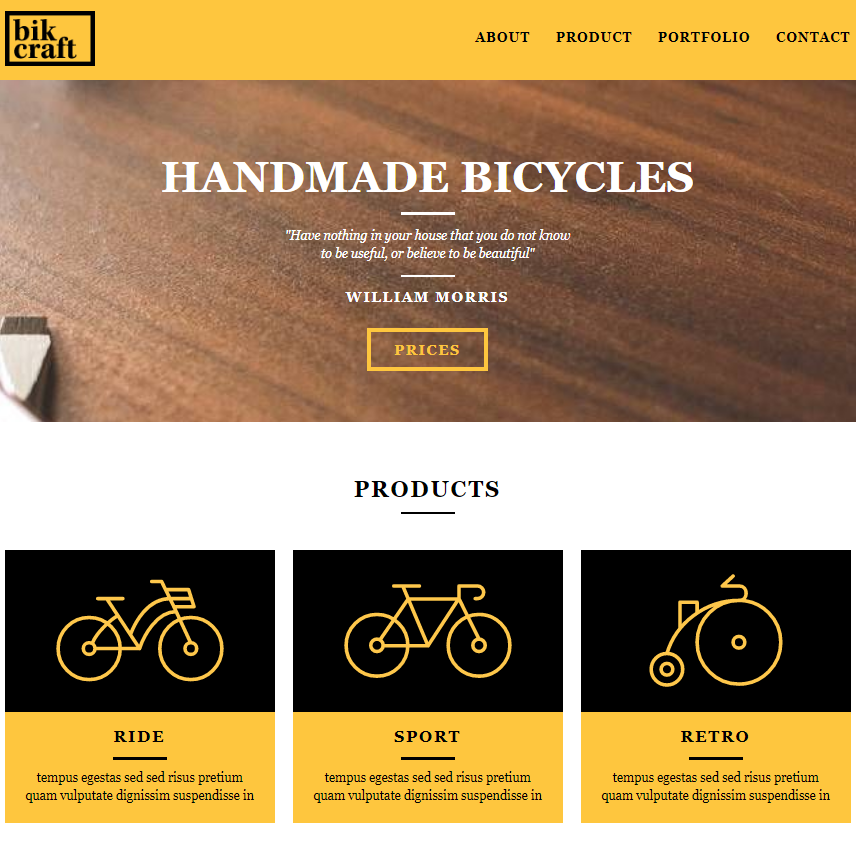 bik
craft
ABOUT PRODUCT PORTFOLIO CONTACT
HANDMADE BICYCLES
"Have nothing in your house that you do not know
to be useful, or believe to be beautiful"
WILLIAM MORRIS
PRICES
PRODUCTS
RIDE
tempus egestas sed sed risus pretium
quam vulputate dignissim suspendisse in
SPORT
tempus egestas sed sed risus pretium
quam vulputate dignissim suspendisse in
RETRO
tempus egestas sed sed risus pretium
quam vulputate dignissim suspendisse in